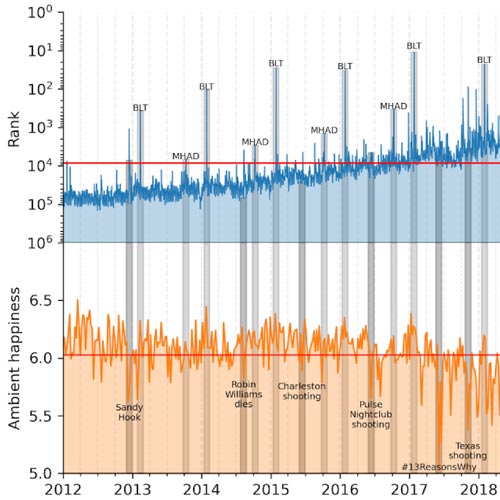 10⁰
10¹
BLT
BLT
BLT
BLT
10²
BLT
MHAD
BLT
10³
MHAD
MHAD
MHAD
10⁴
10⁵
10⁶
Rank
6.5
6.0
5.5
5.0
Ambient happiness
Sandy
Hook
Robin
Williams
dies
Charleston
shooting
Pulse
Nightclub
shooting
Texas
shooting
#13ReasonsWhy
2012 2013 2014 2015 2016 2017 2018